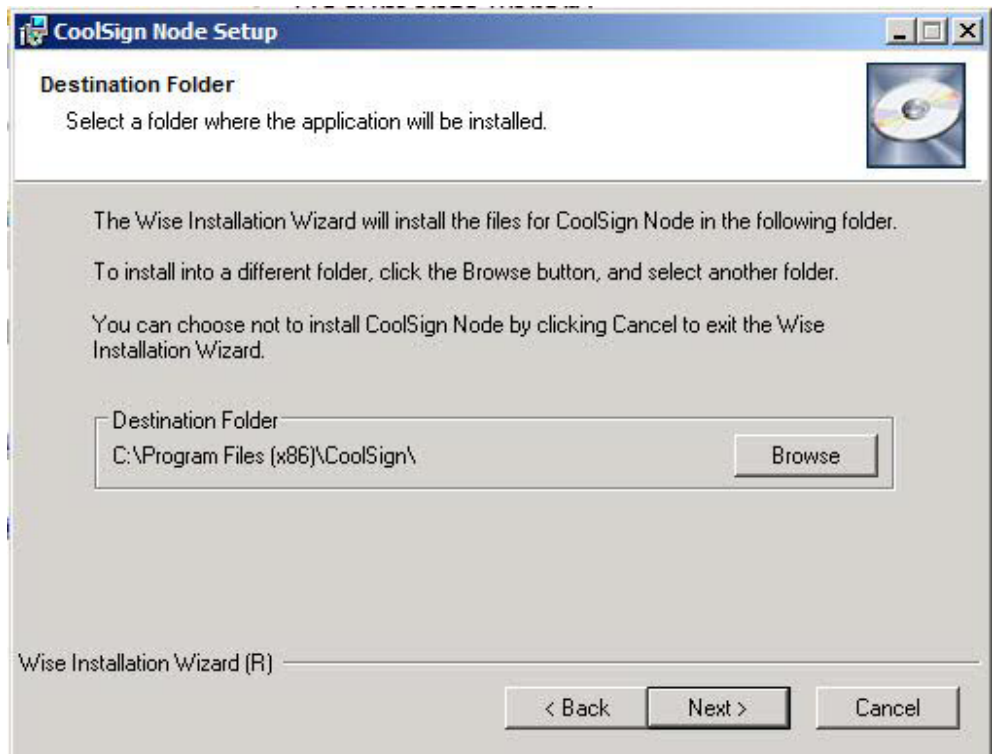 CoolSign Node Setup
Destination Folder
Select a folder where the application will be installed.
The Wise Installation Wizard will install the files for CoolSign Node in the following folder.
To install into a different folder, click the Browse button, and select another folder.
You can choose not to install CoolSign Node by clicking Cancel to exit the Wise
Installation Wizard.
Destination Folder
C:\Program Files (x86)\CoolSign\
Browse
Wise Installation Wizard (R)
< Back
Next >
Cancel